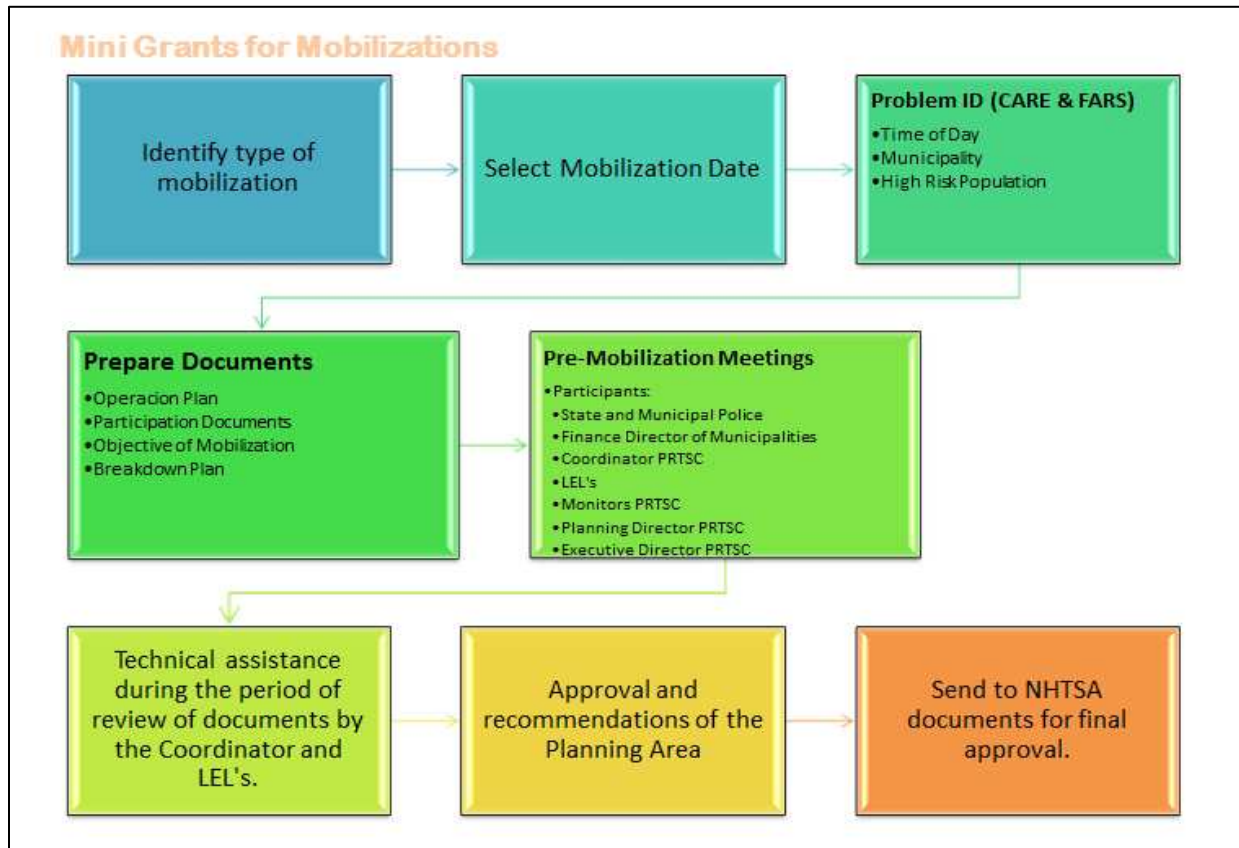 Mini Grants for Mobilizations
Identify type of
mobilization
Select Mobilization Date
Problem ID (CARE & FARS)
•Time of Day
•Municipality
•High Risk Population
Prepare Documents
•Operacion Plan
•Participation Documents
•Objective of Mobilization
•Breakdown Plan
Pre-Mobilization Meetings
•Participants:
•State and Municipal Police
•Finance Director of Municipalities
•Coordinator PRTSC
•LEL's
•Monitors PRTSC
•Planning Director PRTSC
•Executive Director PRTSC
Technical assistance
during the period of
review of documents by
the Coordinator and
LEL's.
Approval and
recommendations of the
Planning Area
Send to NHTSA
documents for final
approval.